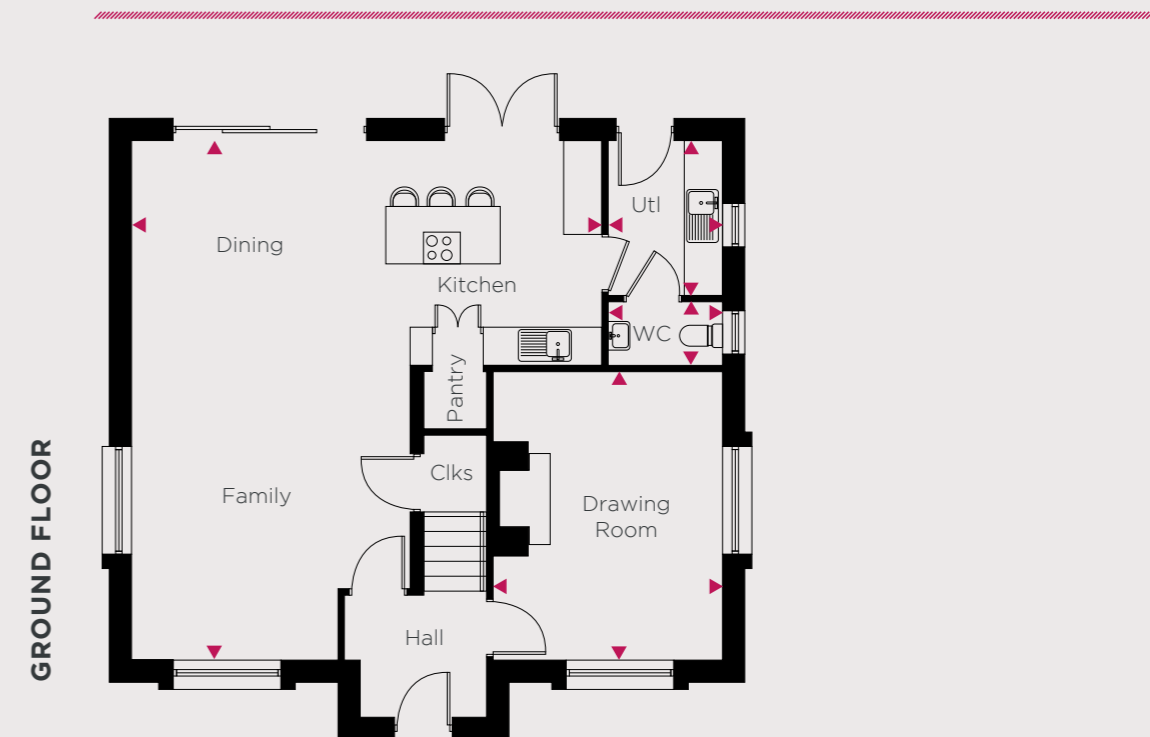 Utl
Dining
Kitchen
WC
Pantry
Clks
Family
Drawing
Room
Hall
GROUND FLOOR